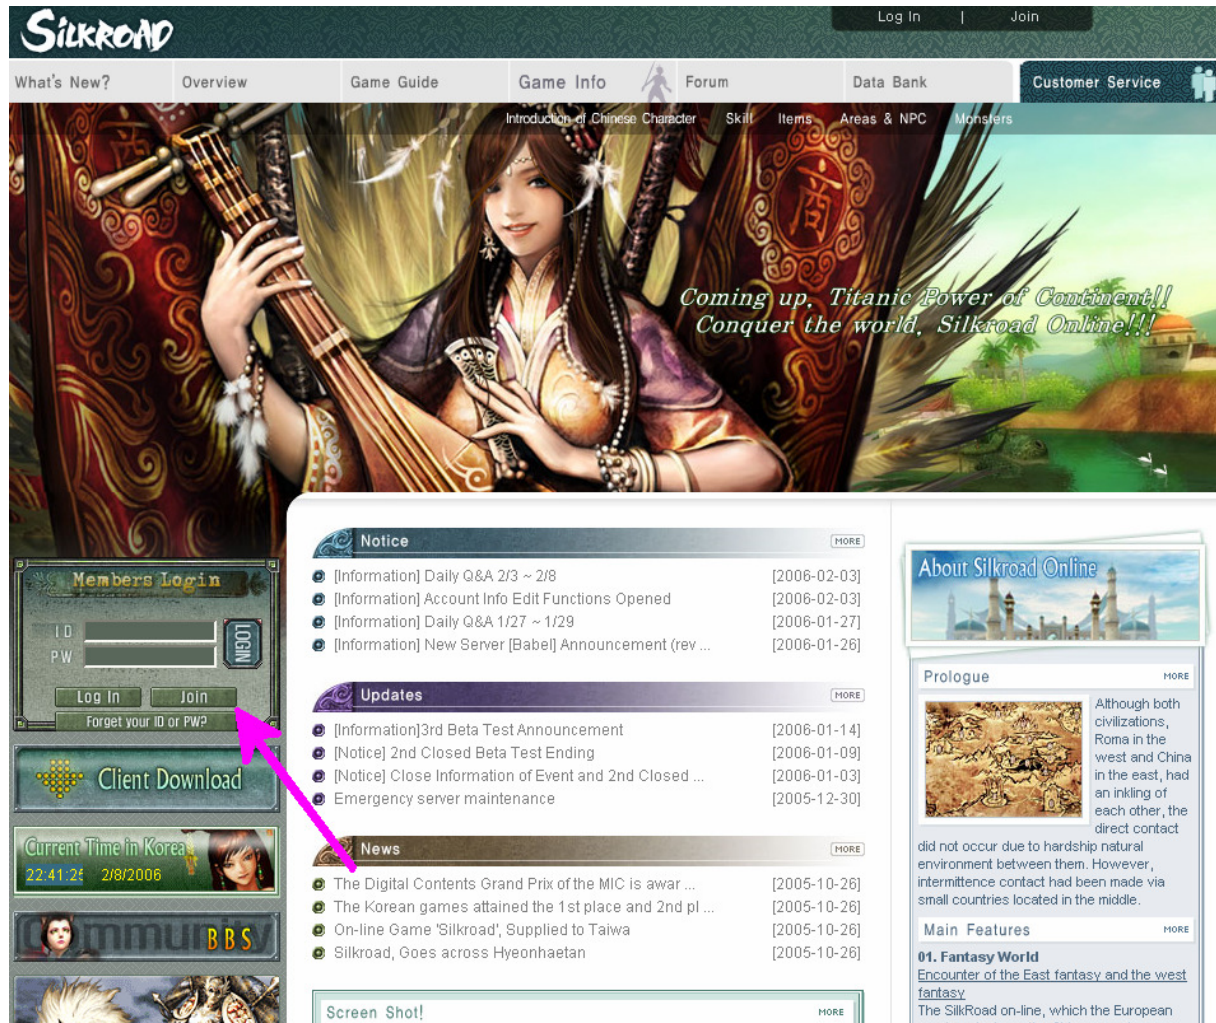 SILKROAD
Log In | Join
What's New? Overview Game Guide Game Info Forum Data Bank Customer Service
Introduction of Chinese Character Skill Items Areas & NPC Monsters
商
Coming up, Titanic Power of Continent!!
Conquer the world, Silkroad Online!!!
Members Login
ID
PW
LOGIN
Log In Join
Forget your ID or PW?
Client Download
Current Time in Korea
22:41:26 2/8/2006
Community BBS
Notice MORE
[Information] Daily Q&A 2/3 ~ 2/8 [2006-02-03]
[Information] Account Info Edit Functions Opened [2006-02-03]
[Information] Daily Q&A 1/27 ~ 1/29 [2006-01-27]
[Information] New Server [Babel] Announcement (rev ... [2006-01-26]
Updates MORE
[Information]3rd Beta Test Announcement [2006-01-14]
[Notice] 2nd Closed Beta Test Ending [2006-01-09]
[Notice] Close Information of Event and 2nd Closed ... [2006-01-03]
Emergency server maintenance [2005-12-30]
News MORE
The Digital Contents Grand Prix of the MIC is awar ... [2005-10-26]
The Korean games attained the 1st place and 2nd pl ... [2005-10-26]
On-line Game 'Silkroad', Supplied to Taiwa [2005-10-26]
Silkroad, Goes across Hyeonhaetan [2005-10-26]
Screen Shot! MORE
About Silkroad Online
Prologue MORE
Although both
civilizations,
Roma in the
west and China
in the east, had
an inkling of
each other, the
direct contact
did not occur due to hardship natural
environment between them. However,
intermittence contact had been made via
small countries located in the middle.
Main Features MORE
01. Fantasy World
Encounter of the East fantasy and the west
fantasy
The SilkRoad on-line, which the European